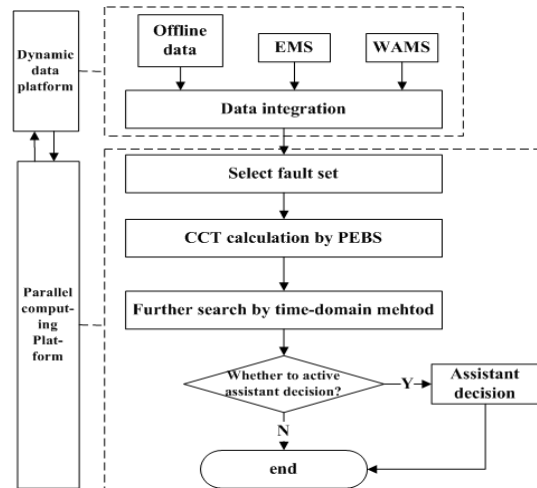 Dynamic
data
platform
Offline
data
EMS
WAMS
Data integration
Select fault set
CCT calculation by PEBS
Further search by time-domain mehtod
Parallel
comput-
ing
Plat-
form
Whether to active
assistant decision?
Y
Assistant
decision
N
end